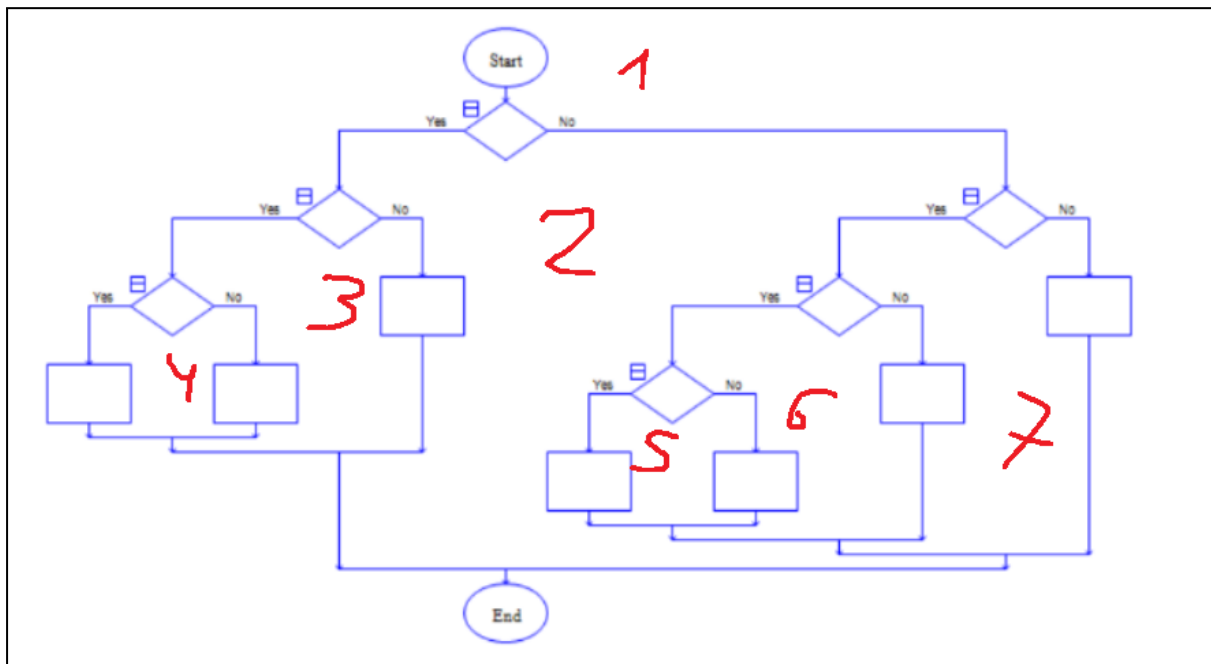 Start
1
Yes
No
Yes
No
2
Yes
No
Yes
No
3
Yes
No
4
Yes
No
6
7
5
End